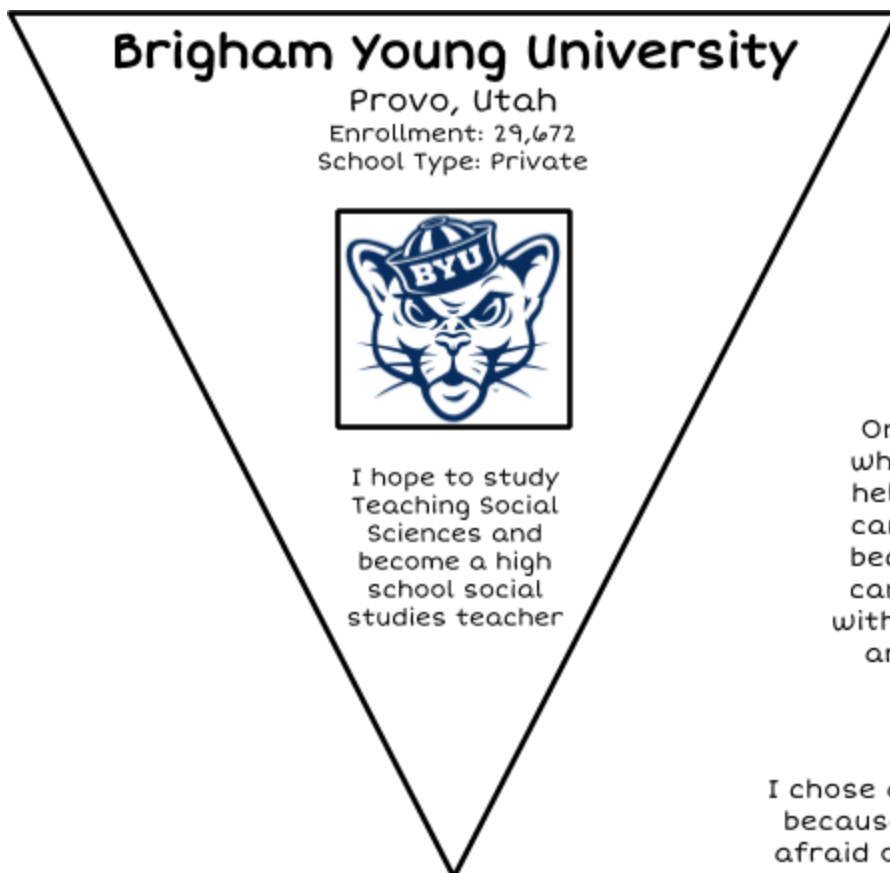 Brigham Young University
Provo, Utah
Enrollment: 29,672
School Type: Private
BYU
I hope to study
Teaching Social
Sciences and
become a high
school social
studies teacher
with
I chose
because
afraid